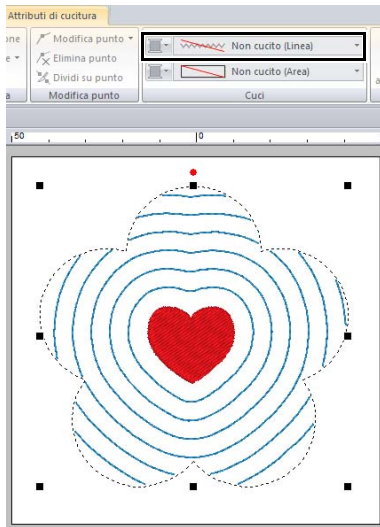 Attributi di cucitura
one
Modifica punto
Non cucito (Linea)
e
Elimina punto
Non cucito (Area)
Dividi su punto
a
Modifica punto
Cuci
a
50
0